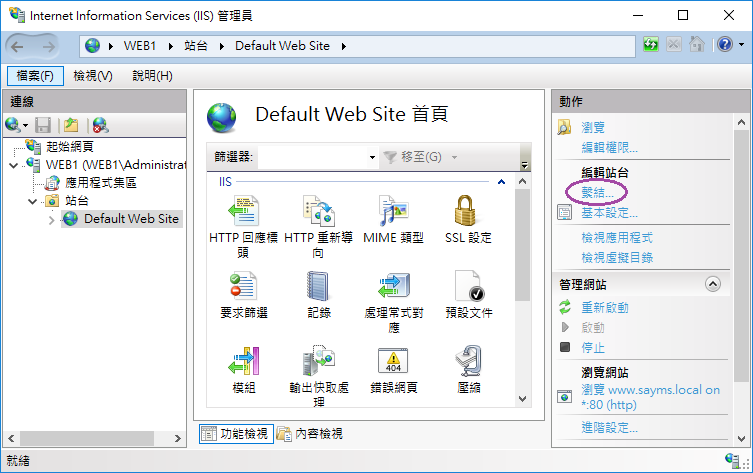 Internet Information Services (IIS) 管理員
WEB1 ▸ 站台 ▸ Default Web Site ▸
檔案(F) 檢視(V) 說明(H)
連線
起始網頁
WEB1 (WEB1\Administrat
應用程式集區
站台
Default Web Site
Default Web Site 首頁
篩選器: 移至(G)
IIS
HTTP 回應標頭
HTTP 重新導向
MIME 類型
SSL 設定
要求篩選
記錄
處理常式對應
預設文件
模組
輸出快取處理
404
錯誤網頁
壓縮
功能檢視 內容檢視
動作
瀏覽
編輯權限...
編輯站台
繫結...
基本設定...
檢視應用程式
檢視虛擬目錄
管理網站
重新啟動
啟動
停止
瀏覽網站
瀏覽 www.sayms.local on
*:80 (http)
進階設定...
就緒